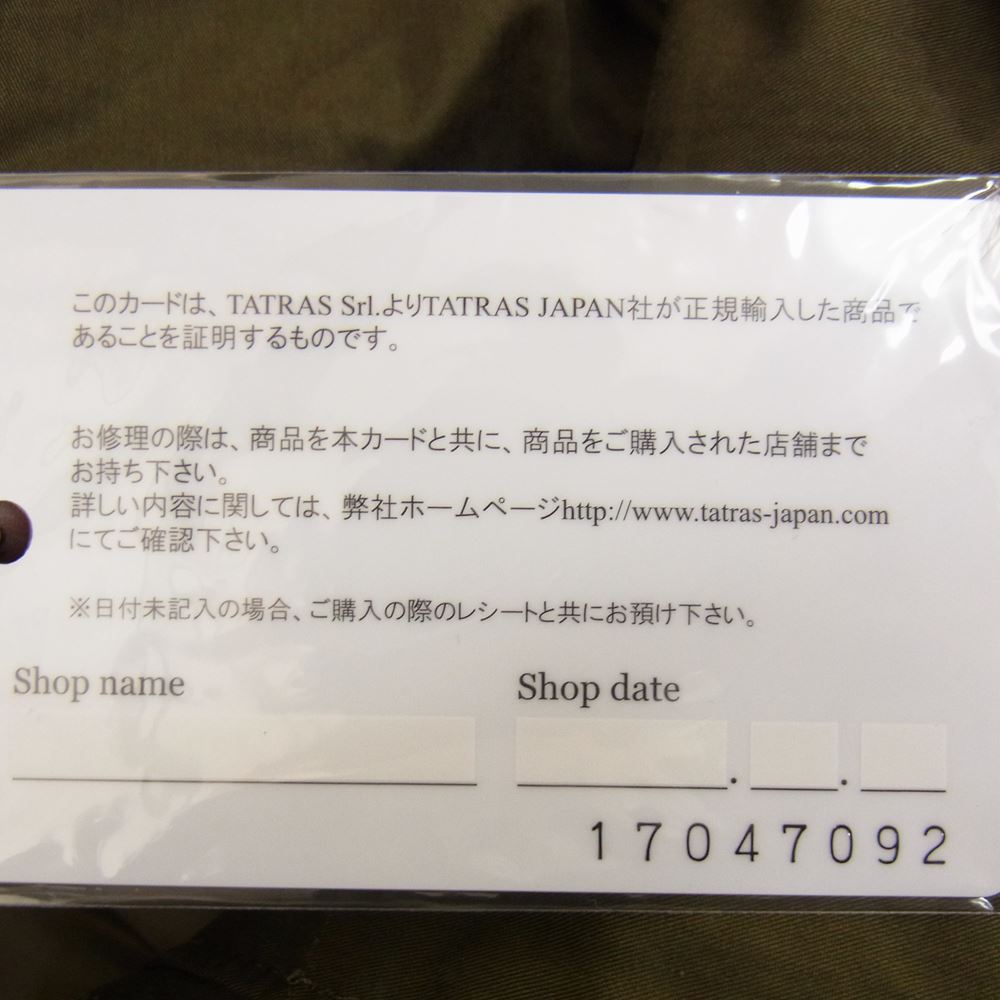 このカードは、TATRAS Srl.よりTATRAS JAPAN社が正規輸入した商品で
あることを証明するものです。
お修理の際は、商品を本カードと共に、商品をご購入された店舗まで
お持ち下さい。
詳しい内容に関しては、弊社ホームページhttp://www.tatras-japan.com
にてご確認下さい。
※日付未記入の場合、ご購入の際のレシートと共にお預け下さい。
Shop name
Shop date
17047092